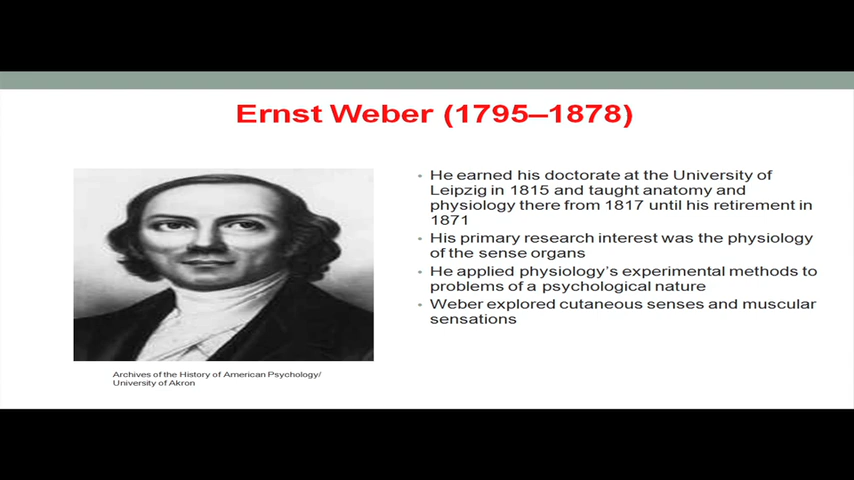 Ernst Weber (1795–1878)
• He earned his doctorate at the University of
Leipzig in 1815 and taught anatomy and
physiology there from 1817 until his retirement in
1871
• His primary research interest was the physiology
of the sense organs
• He applied physiology's experimental methods to
problems of a psychological nature
• Weber explored cutaneous senses and muscular
sensations
Archives of the History of American Psychology/
University of Akron